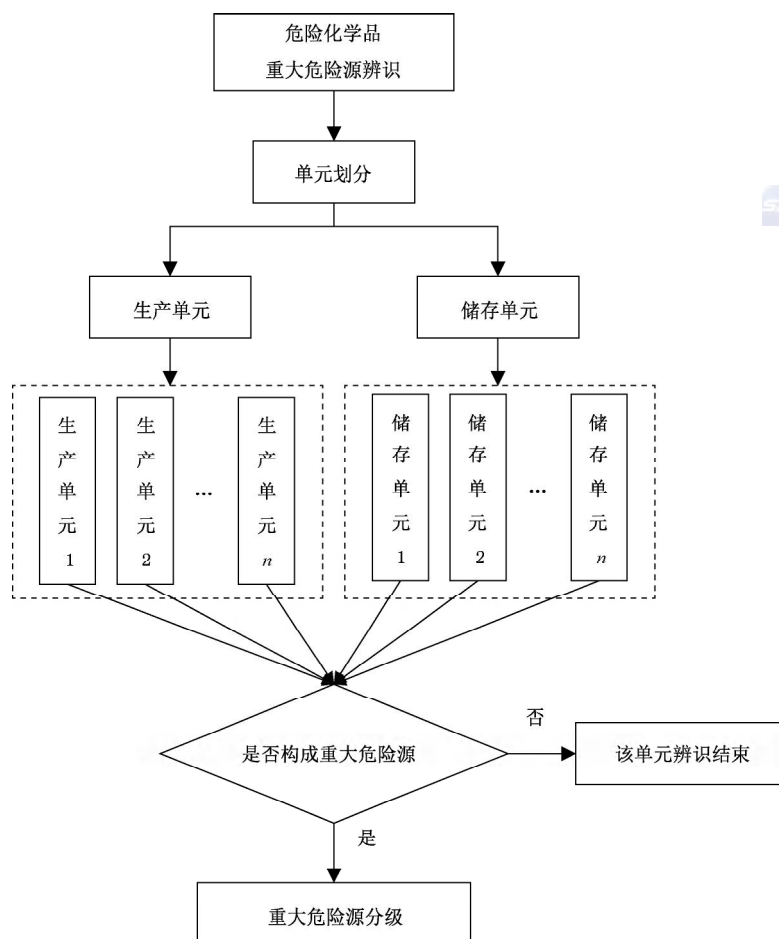 危险化学品
重大危险源辨识
单元划分
生产单元
储存单元
生产单元1
生产单元2
...
生产单元n
储存单元1
储存单元2
...
储存单元n
是否构成重大危险源
否
该单元辨识结束
是
重大危险源分级